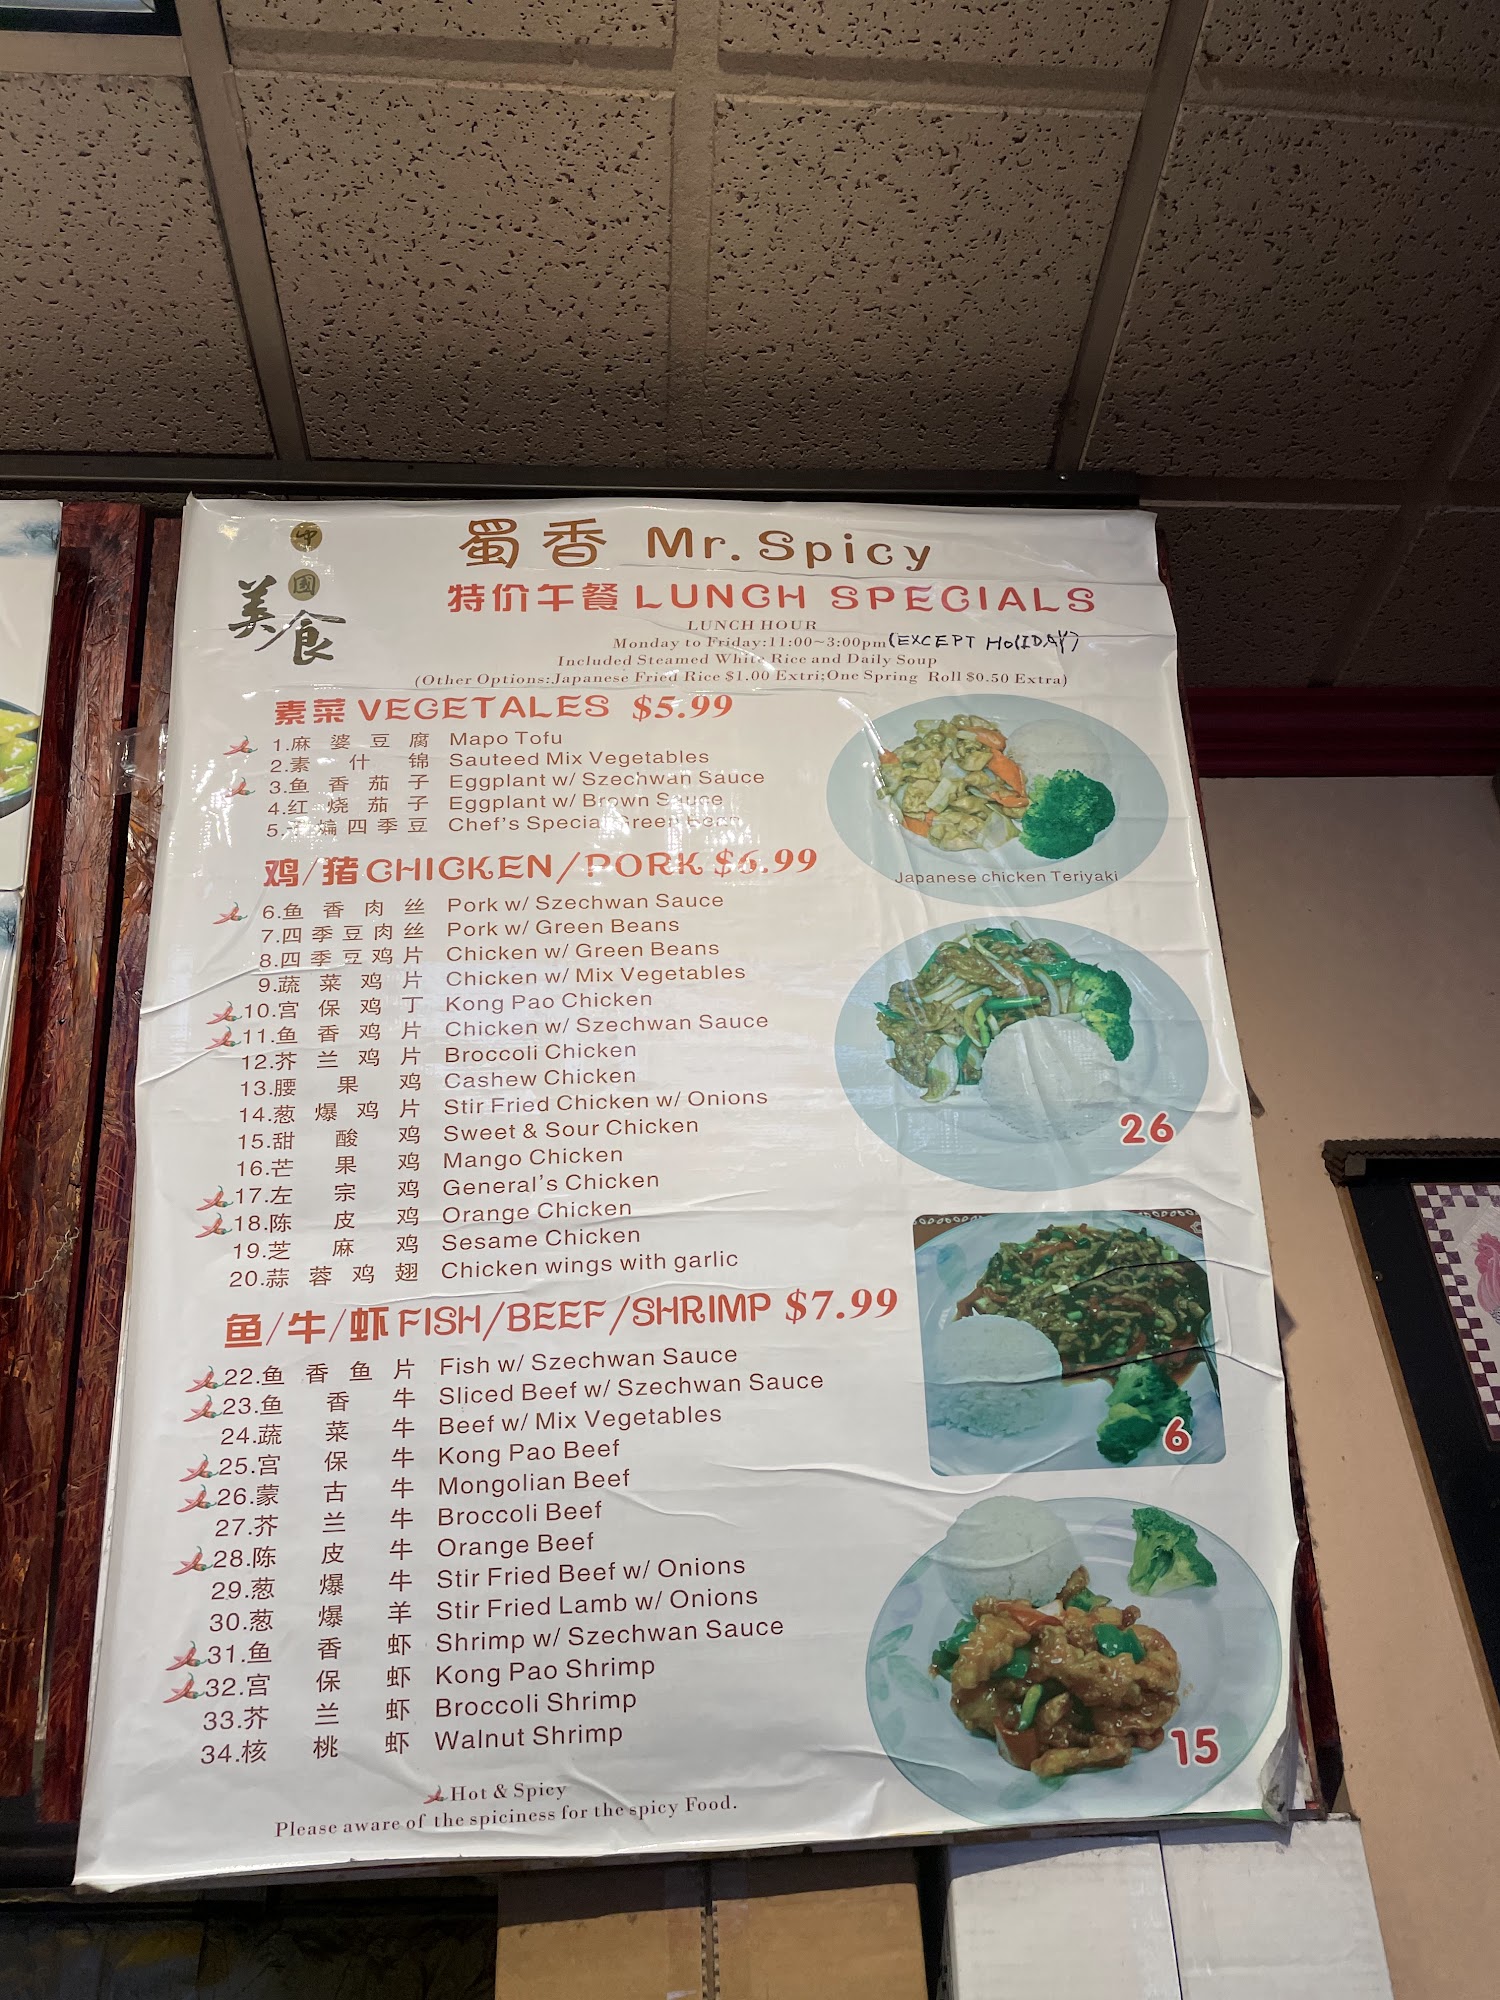 中国
美食
蜀香 Mr. Spicy
特价午餐 LUNCH SPECIALS
LUNCH HOUR
Monday to Friday:11:00~3:00pm (EXCEPT HOlIDAY)
Included Steamed White Rice and Daily Soup
(Other Options:Japanese Fried Rice $1.00 Extri;One Spring Roll $0.50 Extra)
素菜 VEGETALES $5.99
1.麻婆豆腐 Mapo Tofu
2.素什锦 Sauteed Mix Vegetables
3.鱼香茄子 Eggplant w/ Szechwan Sauce
4.红烧茄子 Eggplant w/ Brown Sauce
5.干煸四季豆 Chef's Special Green Bean
鸡/猪 CHICKEN/PORK $6.99
6.鱼香肉丝 Pork w/ Szechwan Sauce
7.四季豆肉丝 Pork w/ Green Beans
8.四季豆鸡片 Chicken w/ Green Beans
9.蔬菜鸡片 Chicken w/ Mix Vegetables
10.宫保鸡丁 Kong Pao Chicken
11.鱼香鸡片 Chicken w/ Szechwan Sauce
12.芥兰鸡片 Broccoli Chicken
13.腰果鸡 Cashew Chicken
14.葱爆鸡片 Stir Fried Chicken w/ Onions
15.甜酸鸡 Sweet & Sour Chicken
16.芒果鸡 Mango Chicken
17.左宗鸡 General's Chicken
18.陈皮鸡 Orange Chicken
19.芝麻鸡 Sesame Chicken
20.蒜蓉鸡翅 Chicken wings with garlic
鱼/牛/虾 FISH/BEEF/SHRIMP $7.99
22.鱼香鱼片 Fish w/ Szechwan Sauce
23.鱼香牛 Sliced Beef w/ Szechwan Sauce
24.蔬菜牛 Beef w/ Mix Vegetables
25.宫保牛 Kong Pao Beef
26.蒙古牛 Mongolian Beef
27.芥兰牛 Broccoli Beef
28.陈皮牛 Orange Beef
29.葱爆牛 Stir Fried Beef w/ Onions
30.葱爆羊 Stir Fried Lamb w/ Onions
31.鱼香虾 Shrimp w/ Szechwan Sauce
32.宫保虾 Kong Pao Shrimp
33.芥兰虾 Broccoli Shrimp
34.核桃虾 Walnut Shrimp
Hot & Spicy
Please aware of the spiciness for the spicy Food.
Japanese chicken Teriyaki
26
6
15